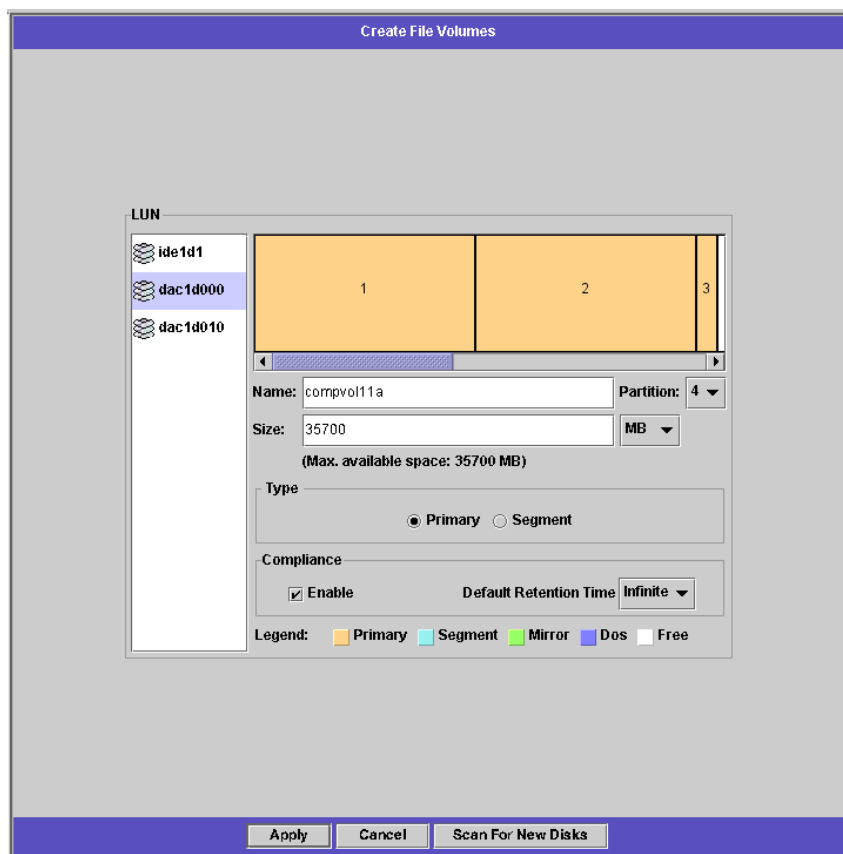 Create File Volumes
LUN
ide1d1
dac1d000
dac1d010
1 2 3
Name: compvol11a Partition: 4
Size: 35700 MB
(Max. available space: 35700 MB)
Type
Primary Segment
Compliance
Enable Default Retention Time Infinite
Legend: Primary Segment Mirror Dos Free
Apply Cancel Scan For New Disks